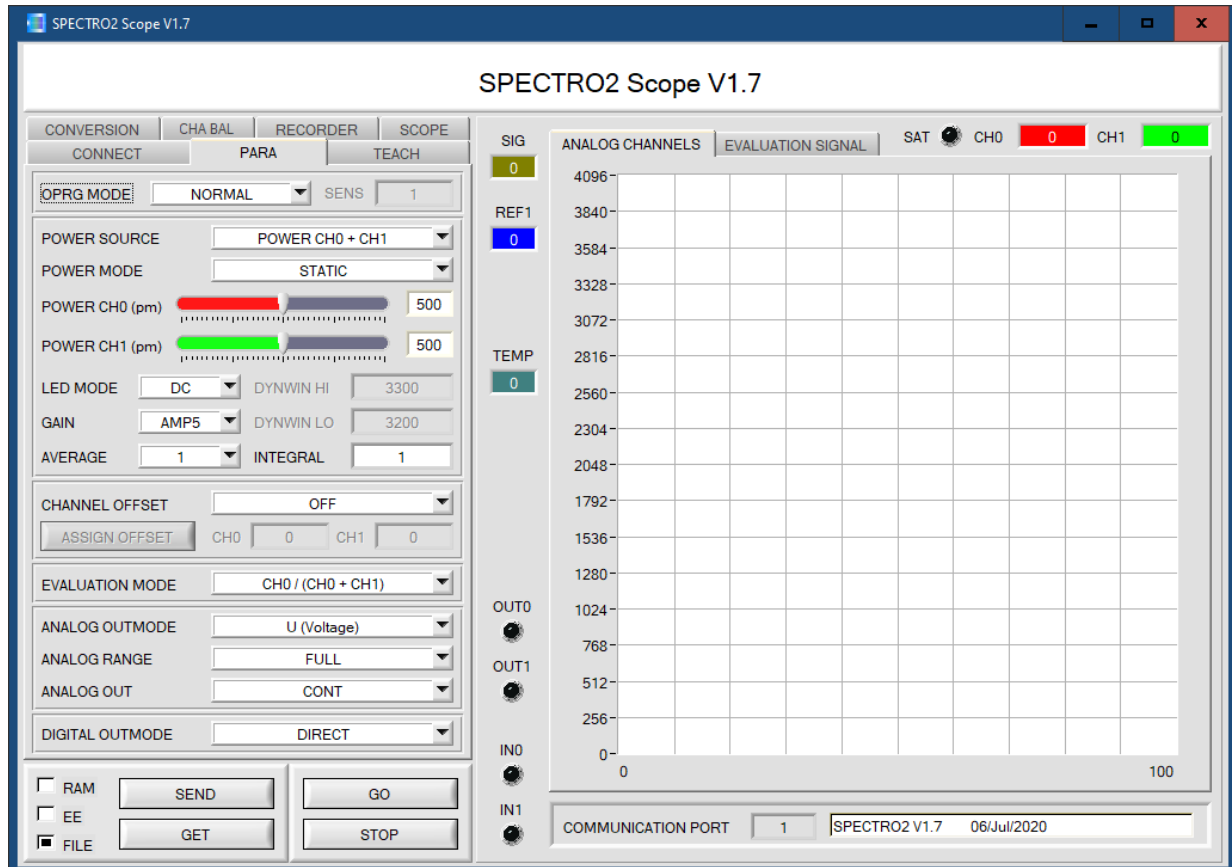 SPECTRO2 Scope V1.7
SPECTRO2 Scope V1.7
CONVERSION CHA BAL RECORDER SCOPE
CONNECT PARA TEACH
OPRG MODE NORMAL SENS 1
POWER SOURCE POWER CH0 + CH1
POWER MODE STATIC
POWER CH0 (pm) 500
POWER CH1 (pm) 500
LED MODE DC DYNWIN HI 3300
GAIN AMP5 DYNWIN LO 3200
AVERAGE 1 INTEGRAL 1
CHANNEL OFFSET OFF
ASSIGN OFFSET CH0 0 CH1 0
EVALUATION MODE CH0 / (CH0 + CH1)
ANALOG OUTMODE U (Voltage)
ANALOG RANGE FULL
ANALOG OUT CONT
DIGITAL OUTMODE DIRECT
RAM
EE
FILE
SEND GO
GET STOP
SIG
0
REF1
0
TEMP
0
OUT0
OUT1
IN0
IN1
ANALOG CHANNELS EVALUATION SIGNAL SAT CH0 0 CH1 0
4096
3840
3584
3328
3072
2816
2560
2304
2048
1792
1536
1280
1024
768
512
256
0
0 100
COMMUNICATION PORT 1 SPECTRO2 V1.7 06/Jul/2020